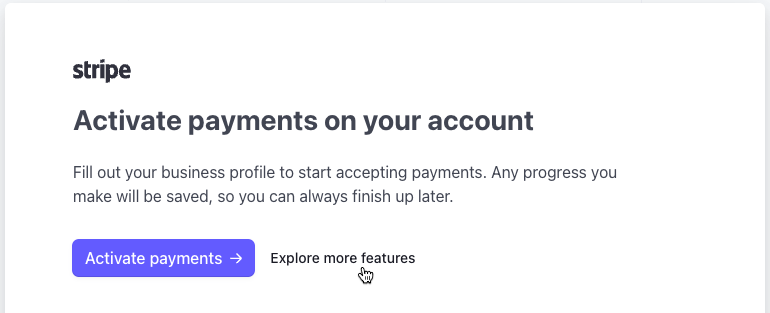 stripe
Activate payments on your account
Fill out your business profile to start accepting payments. Any progress you
make will be saved, so you can always finish up later.
Activate payments → Explore more features